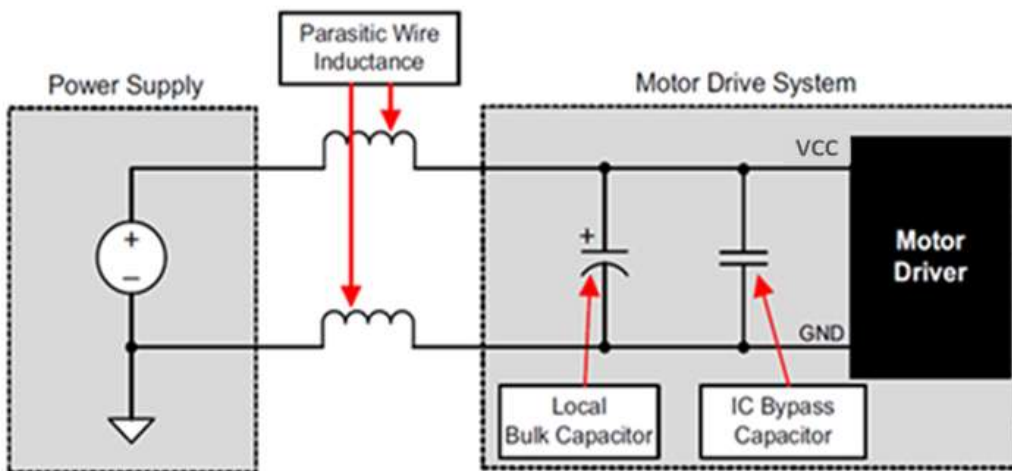 Parasitic Wire
Inductance
Power Supply
Motor Drive System
VCC
+
−
+
Motor
Driver
GND
Local
Bulk Capacitor
IC Bypass
Capacitor